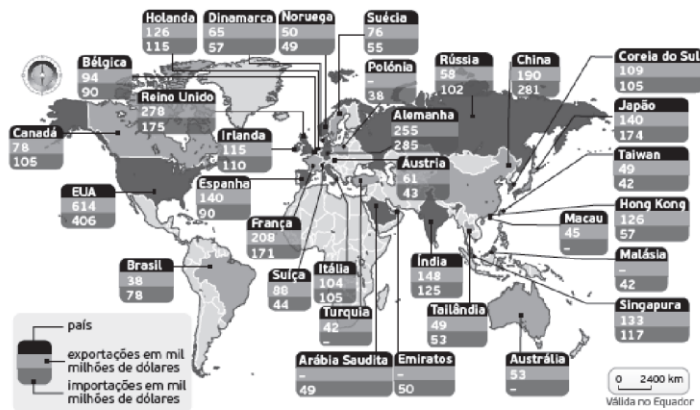 Holanda
126
115
Dinamarca
65
57
Noruega
50
49
Suécia
76
55
Bélgica
94
90
Polónia
–
38
Rússia
58
102
China
190
281
Coreia do Sul
109
105
Reino Unido
278
175
Japão
140
174
Canadá
78
105
Irlanda
115
110
Alemanha
255
285
Áustria
61
43
Taiwan
49
42
EUA
614
406
Espanha
140
90
Hong Kong
126
57
Macau
45
–
França
208
171
Malásia
–
42
Brasil
38
78
Suíça
88
44
Itália
104
105
Índia
148
125
Turquia
42
–
Tailândia
49
53
Singapura
133
117
Arábia Saudita
–
49
Emiratos
–
50
Austrália
53
–
país
exportações em mil
milhões de dólares
importações em mil
milhões de dólares
0 2400 km
Válida no Equador